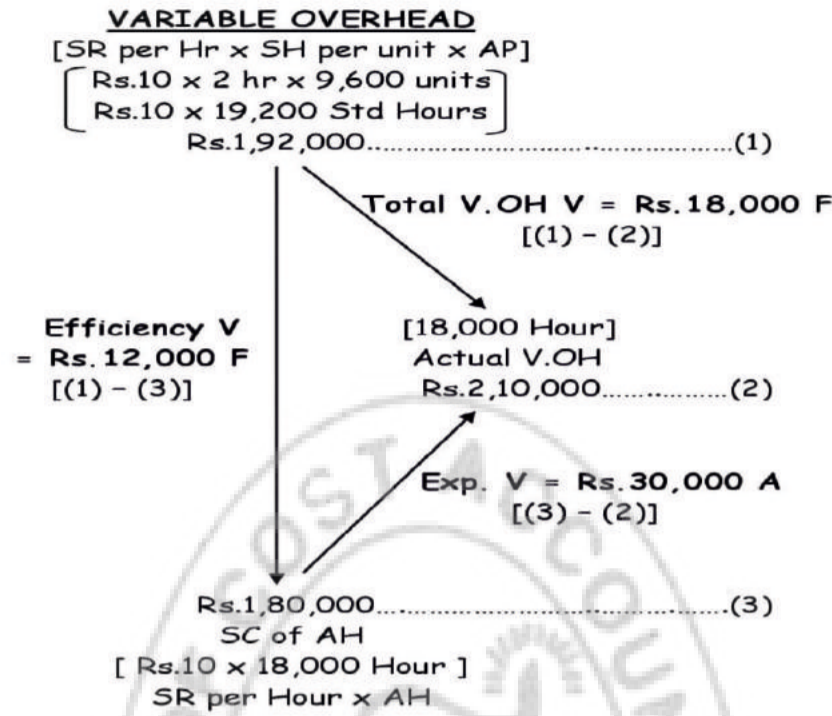 VARIABLE OVERHEAD
[SR per Hr x SH per unit x AP]
Rs.10 x 2 hr x 9,600 units
Rs.10 x 19,200 Std Hours
Rs.1,92,000..........................................(1)
Total V.OH V = Rs.18,000 F
[(1) - (2)]
Efficiency V
= Rs.12,000 F
[(1) - (3)]
[18,000 Hour]
Actual V.OH
Rs.2,10,000...............(2)
Exp. V = Rs.30,000 A
[(3) - (2)]
Rs.1,80,000..........................................(3)
SC of AH
[ Rs.10 x 18,000 Hour ]
SR per Hour x AH
COST ACCOUN